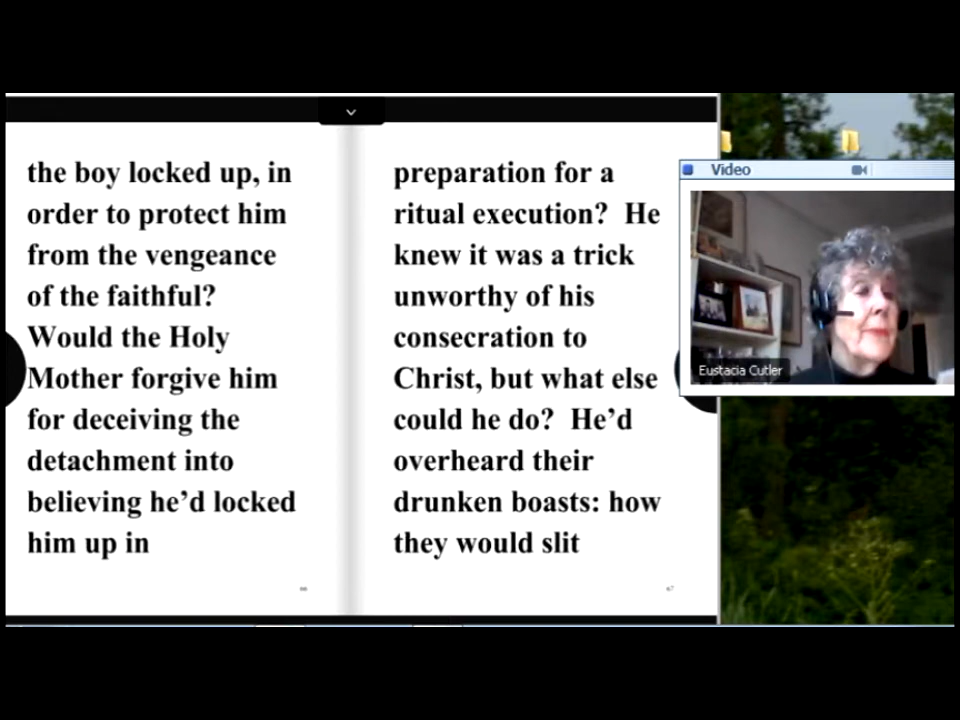 the boy locked up, in
order to protect him
from the vengeance
of the faithful?
Would the Holy
Mother forgive him
for deceiving the
detachment into
believing he’d locked
him up in
preparation for a
ritual execution?  He
knew it was a trick
unworthy of his
consecration to
Christ, but what else
could he do?  He’d
overheard their
drunken boasts: how
they would slit
67
Video
Eustacia Cutler